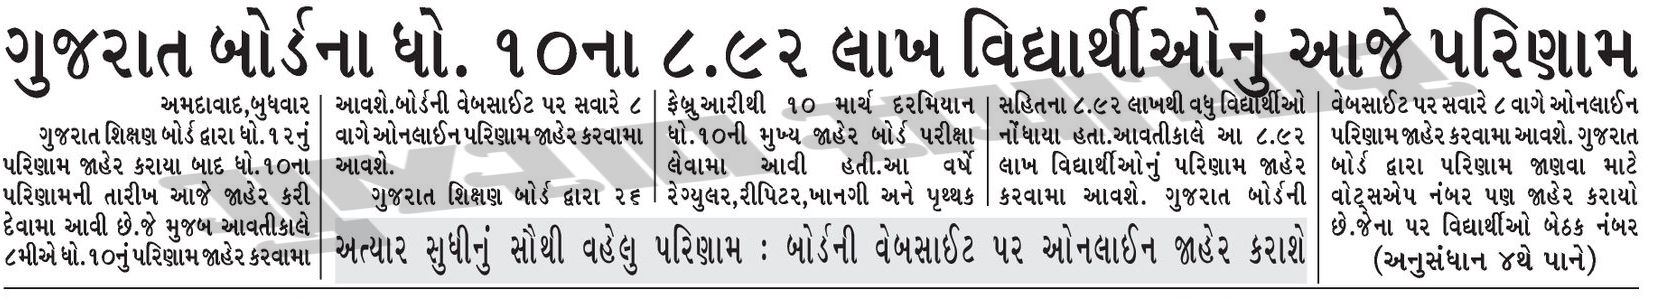 ગુજરાત બોર્ડના ધો. ૧૦ના ૮.૯૨ લાખ વિદ્યાર્થીઓનું આજે પરિણામ
અમદાવાદ,બુધવાર
ગુજરાત શિક્ષણ બોર્ડ દ્વારા ધો.૧૨નું
પરિણામ જાહેર કરાયા બાદ ધો.૧૦ના
પરિણામની તારીખ આજે જાહેર કરી
દેવામા આવી છે.જે મુજબ આવતીકાલે
૮મીએ ધો.૧૦નું પરિણામ જાહેર કરવામા
આવશે.બોર્ડની વેબસાઈટ પર સવારે ૮
વાગે ઓનલાઈન પરિણામ જાહેર કરવામા
આવશે.
ગુજરાત શિક્ષણ બોર્ડ દ્વારા ૨૬
ફેબ્રુઆરીથી ૧૦ માર્ચ દરમિયાન
ધો.૧૦ની મુખ્ય જાહેર બોર્ડ પરીક્ષા
લેવામા આવી હતી.આ વર્ષે
રેગ્યુલર,રીપિટર,ખાનગી અને પૃથ્થક
સહિતના ૮.૯૨ લાખથી વધુ વિદ્યાર્થીઓ
નોંધાયા હતા.આવતીકાલે આ ૮.૯૨
લાખ વિદ્યાર્થીઓનું પરિણામ જાહેર
કરવામા આવશે. ગુજરાત બોર્ડની
વેબસાઈટ પર સવારે ૮ વાગે ઓનલાઈન
પરિણામ જાહેર કરવામા આવશે. ગુજરાત
બોર્ડ દ્વારા પરિણામ જાણવા માટે
વોટ્સએપ નંબર પણ જાહેર કરાયો
છે.જેના પર વિદ્યાર્થીઓ બેઠક નંબર
(અનુસંધાન ૪થે પાને)
અત્યાર સુધીનું સૌથી વહેલુ પરિણામ : બોર્ડની વેબસાઈટ પર ઓનલાઈન જાહેર કરાશે
ગુજરાત સમાચાર